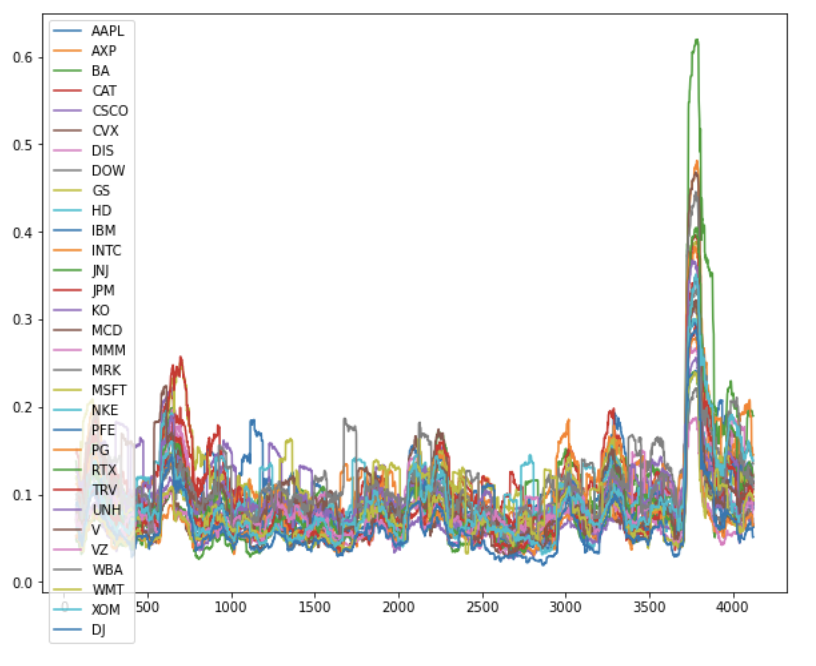 0.6
0.5
0.4
0.3
0.2
0.1
0.0
AAPL
AXP
BA
CAT
CSCO
CVX
DIS
DOW
GS
HD
IBM
INTC
JNJ
JPM
KO
MCD
MMM
MRK
MSFT
NKE
PFE
PG
RTX
TRV
UNH
V
VZ
WBA
WMT
XOM
DJ
0 500 1000 1500 2000 2500 3000 3500 4000